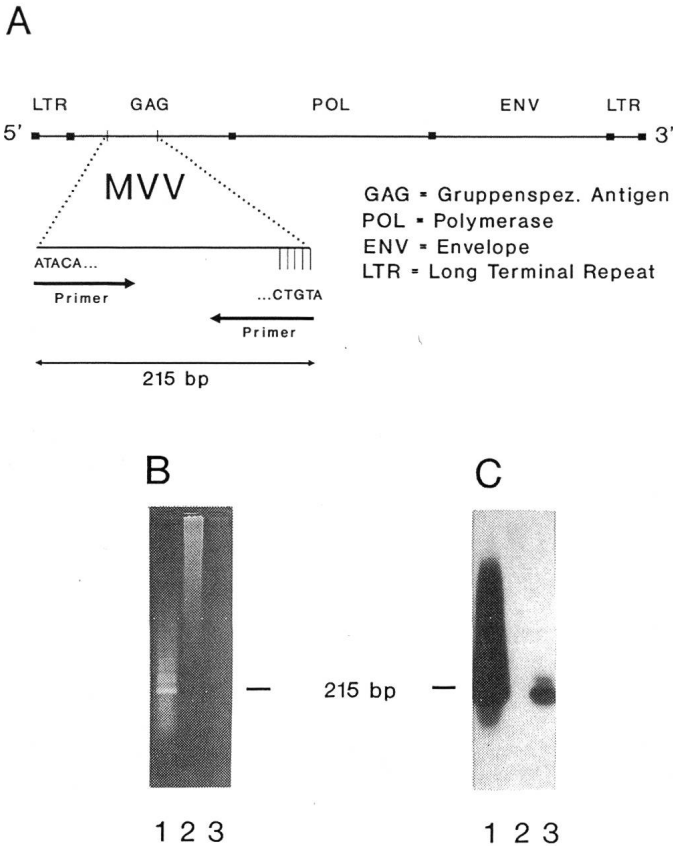 A
LTR GAG POL ENV LTR
5' 3'
MVV
GAG = Gruppenspez. Antigen
POL = Polymerase
ENV = Envelope
LTR = Long Terminal Repeat
ATACA...
Primer
...CTGTA
Primer
215 bp
B C
215 bp
1 2 3 1 2 3